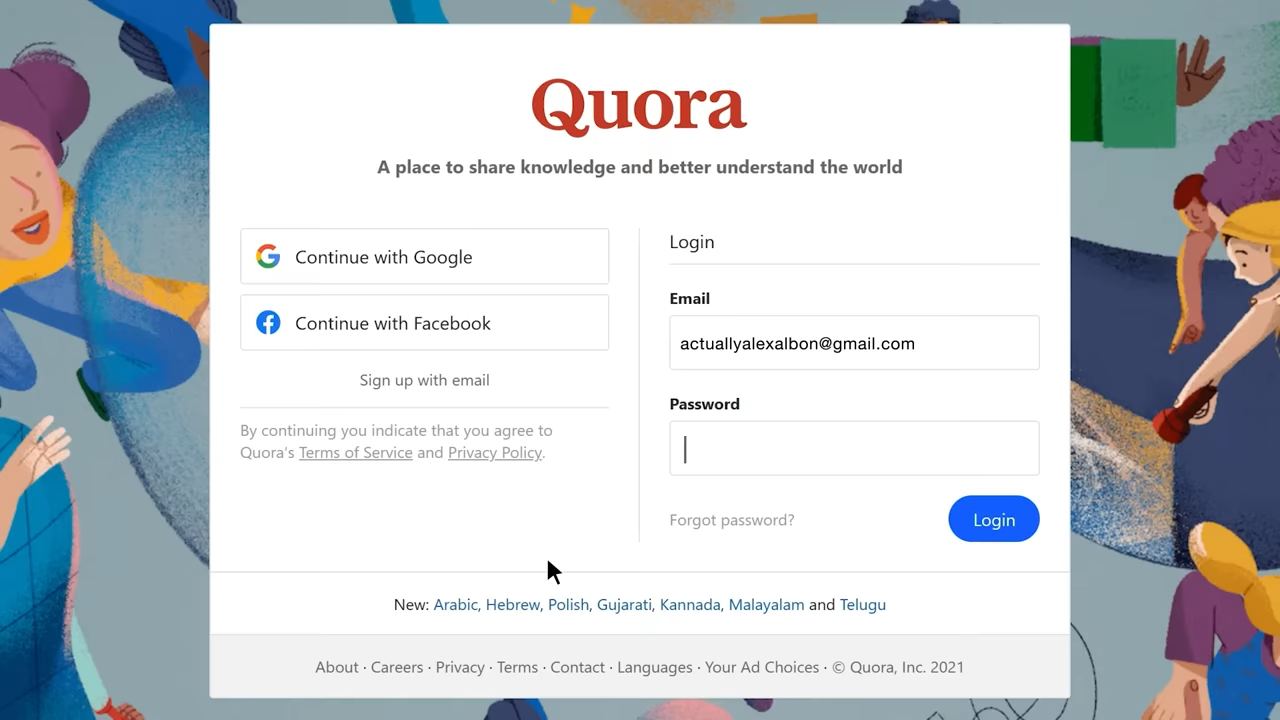 Quora
A place to share knowledge and better understand the world
Continue with Google
Continue with Facebook
Sign up with email
By continuing you indicate that you agree to
Quora's Terms of Service and Privacy Policy.
Login
Email
actuallyalexalbon@gmail.com
Password
Forgot password?
Login
New: Arabic, Hebrew, Polish, Gujarati, Kannada, Malayalam and Telugu
About · Careers · Privacy · Terms · Contact · Languages · Your Ad Choices · © Quora, Inc. 2021